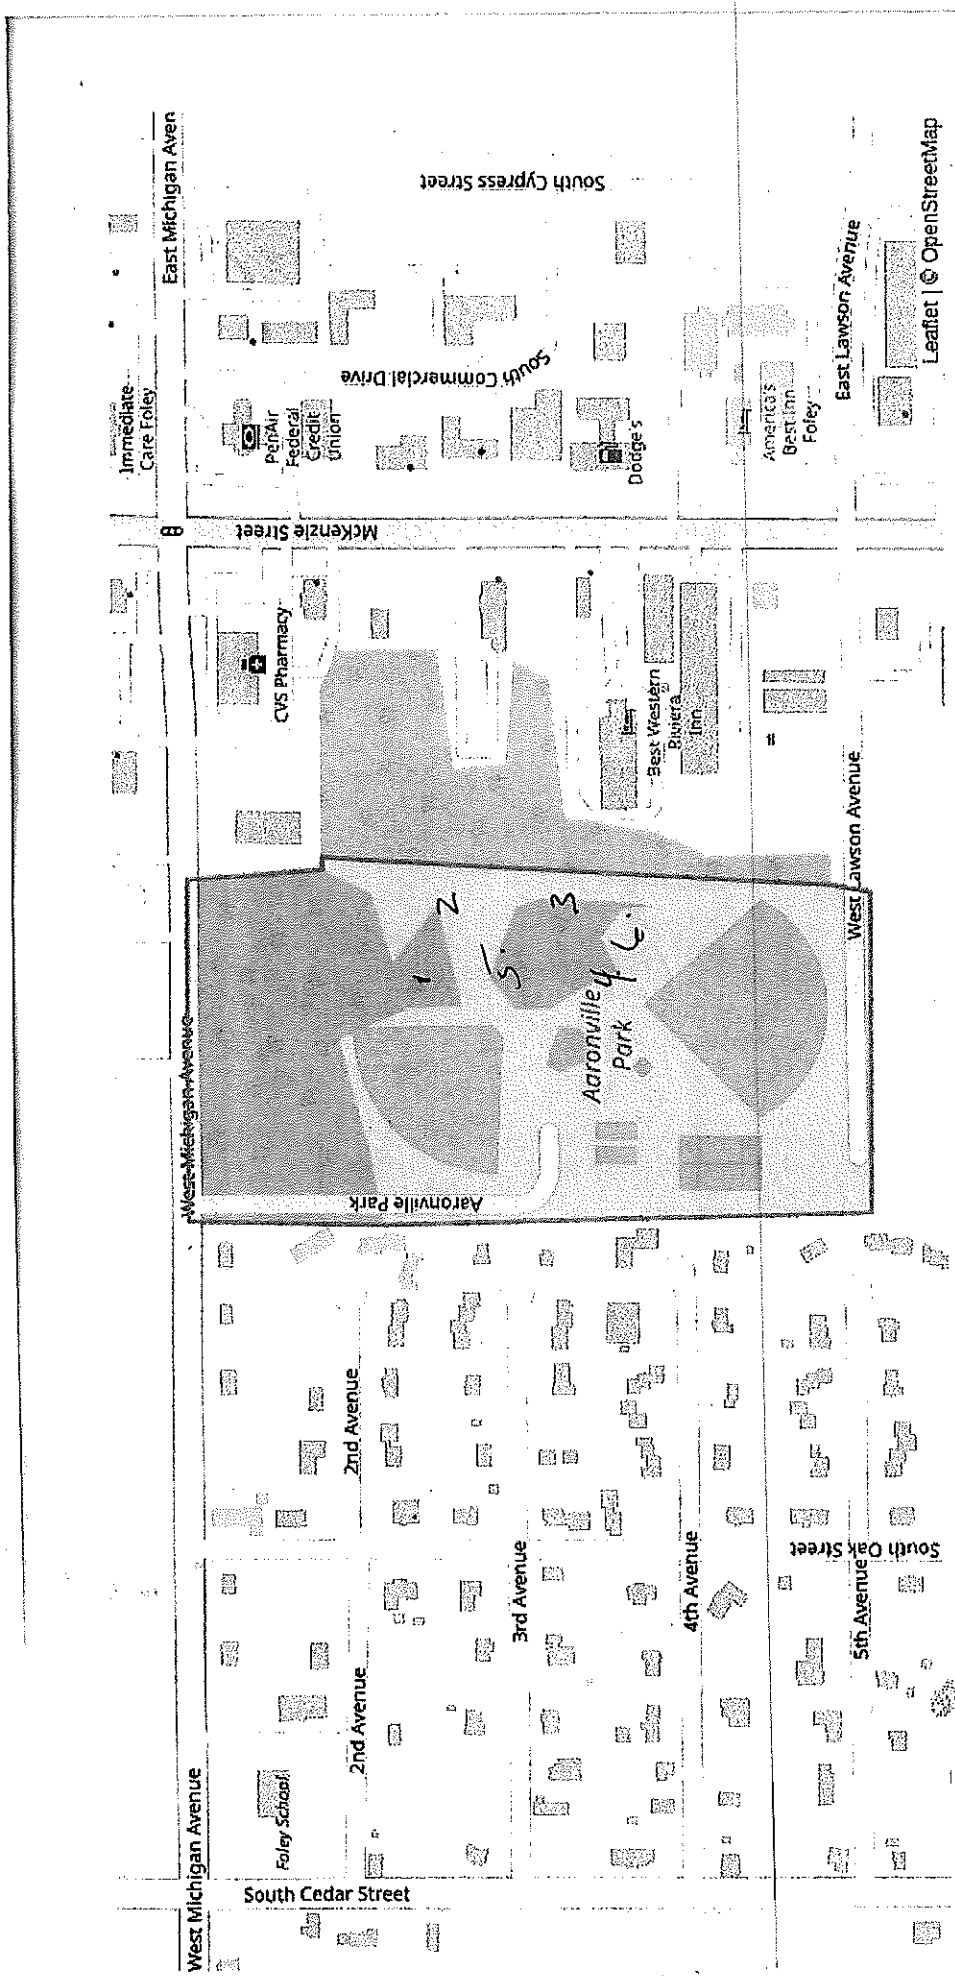 East Michigan Aven
Immediate
Care Foley
South Cypress Street
Pen Air
Federal
Credit
Union
South Commercial Drive
Dodge's
America's
Best Inn
Foley
East Lawson Avenue
Leaflet | © OpenStreetMap
McKenzie Street
CVS Pharmacy
Best Western
Riviera
Inn
West Lawson Avenue
West Michigan Avenue
1
2
5
3
4
6
Aaronville
Park
Aaronville Park
2nd Avenue
3rd Avenue
4th Avenue
5th Avenue
South Oak Street
2nd Avenue
Foley School
South Cedar Street
West Michigan Avenue